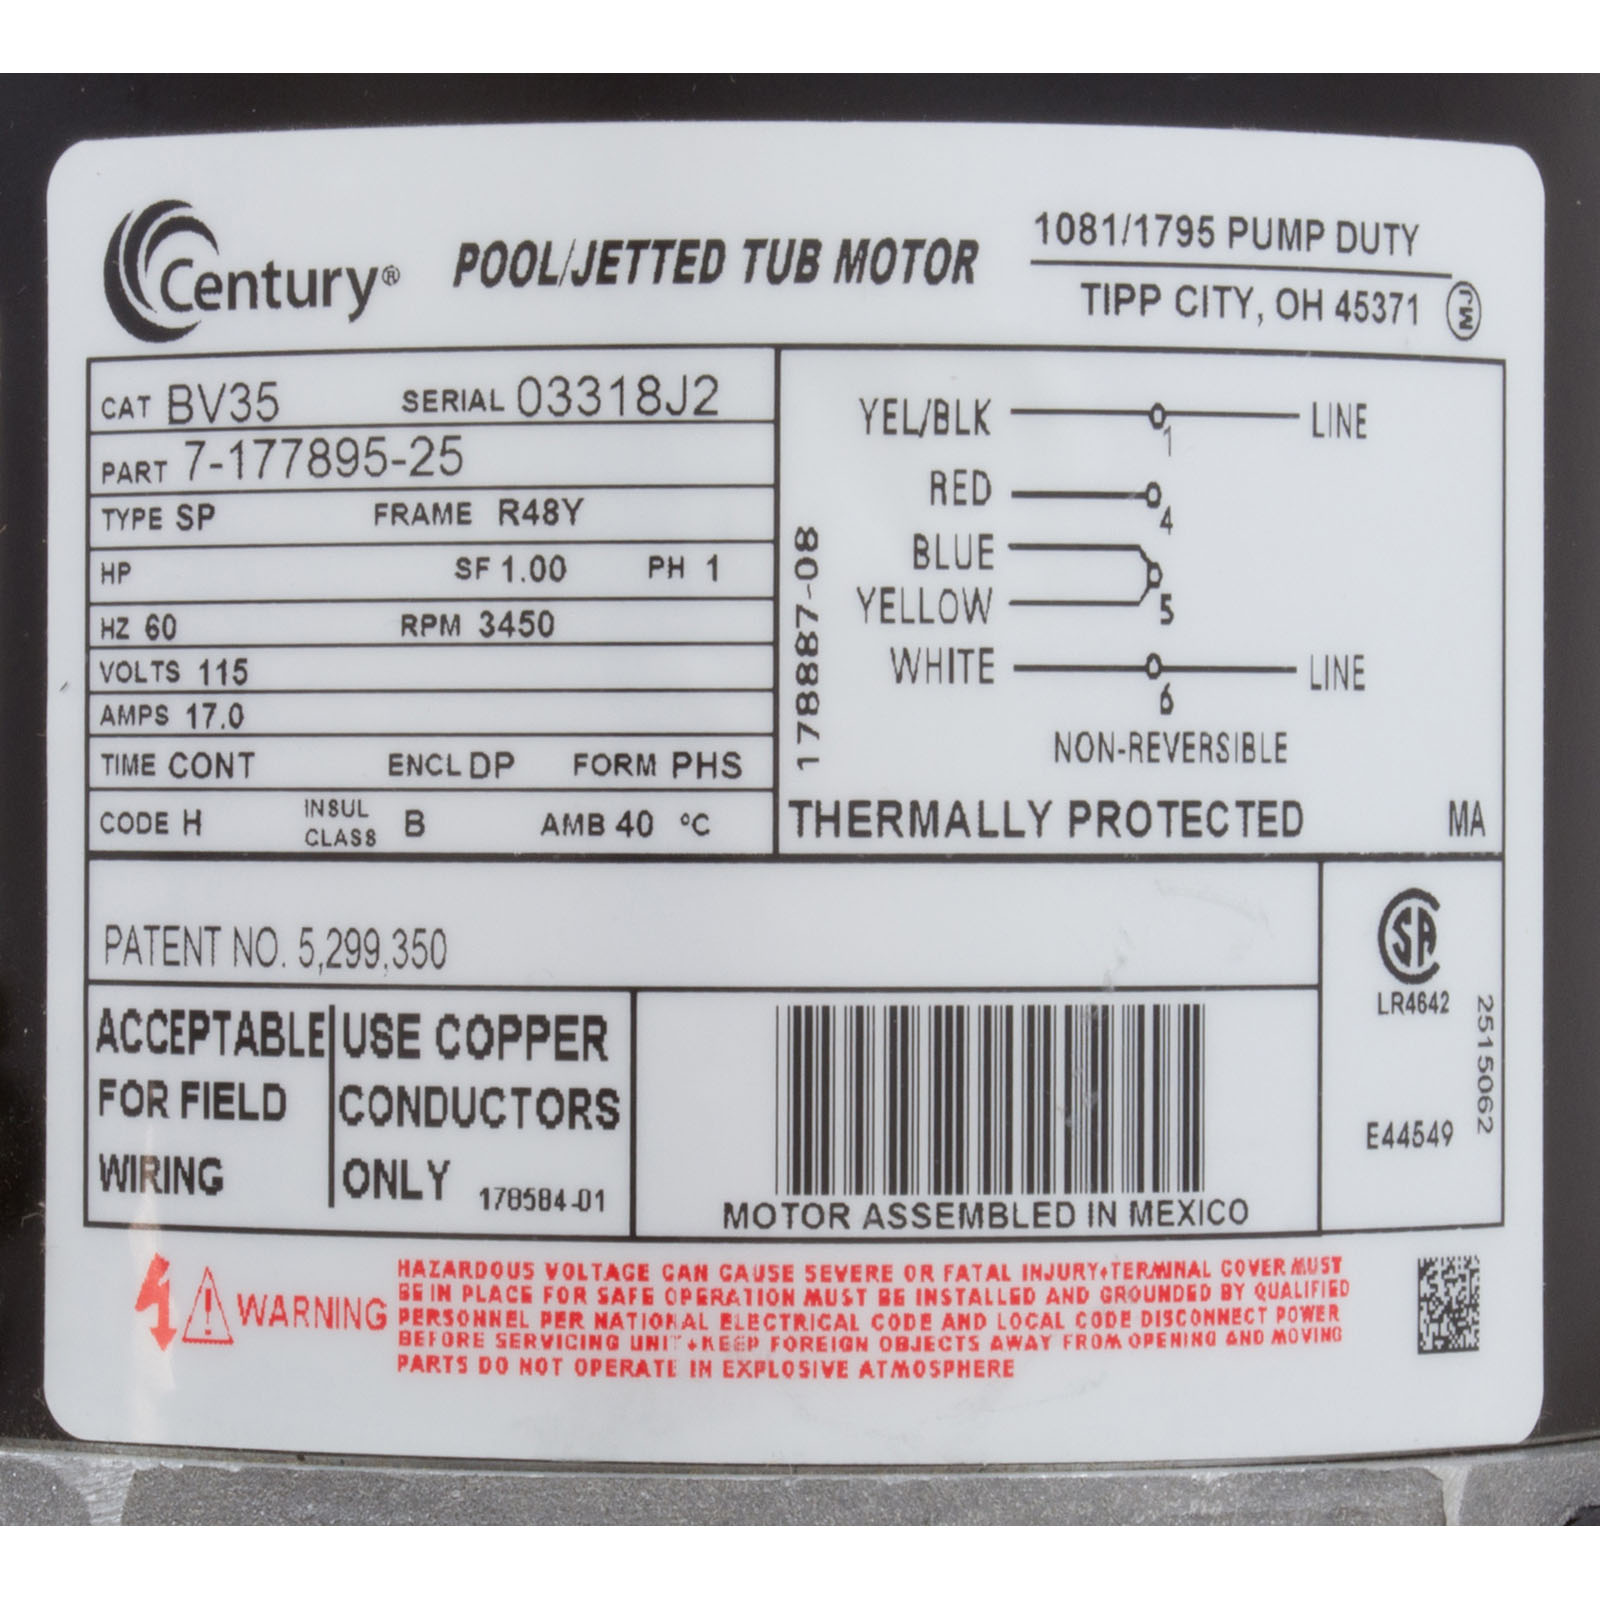 Century®
POOL/JETTED TUB MOTOR
1081/1795 PUMP DUTY
TIPP CITY, OH 45371
MJ
CAT BV35 SERIAL 03318J2
PART 7-177895-25
TYPE SP FRAME R48Y
HP SF 1.00 PH 1
HZ 60 RPM 3450
VOLTS 115
AMPS 17.0
TIME CONT ENCL DP FORM PHS
CODE H INSUL CLASS B AMB 40 °C
178887-08
YEL/BLK 1 LINE
RED 4
BLUE
YELLOW 5
WHITE 6 LINE
NON-REVERSIBLE
THERMALLY PROTECTED MA
PATENT NO. 5,299,350
ACCEPTABLE
FOR FIELD
WIRING
USE COPPER
CONDUCTORS
ONLY 178584-01
MOTOR ASSEMBLED IN MEXICO
SA
LR4642
E44549
2515062
WARNING
HAZARDOUS VOLTAGE CAN CAUSE SEVERE OR FATAL INJURY•TERMINAL COVER MUST
BE IN PLACE FOR SAFE OPERATION MUST BE INSTALLED AND GROUNDED BY QUALIFIED
PERSONNEL PER NATIONAL ELECTRICAL CODE AND LOCAL CODE DISCONNECT POWER
BEFORE SERVICING UNIT •KEEP FOREIGN OBJECTS AWAY FROM OPENING AND MOVING
PARTS DO NOT OPERATE IN EXPLOSIVE ATMOSPHERE